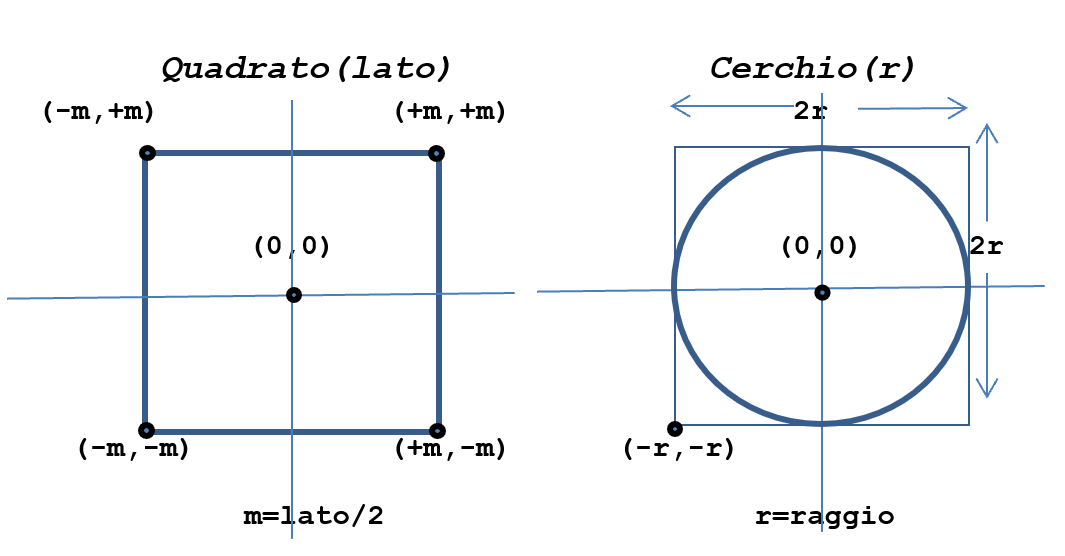 Quadrato(lato)
(-m,+m)
(+m,+m)
(0,0)
(-m,-m)
(+m,-m)
m=lato/2
Cerchio(r)
2r
(0,0)
2r
(-r,-r)
r=raggio